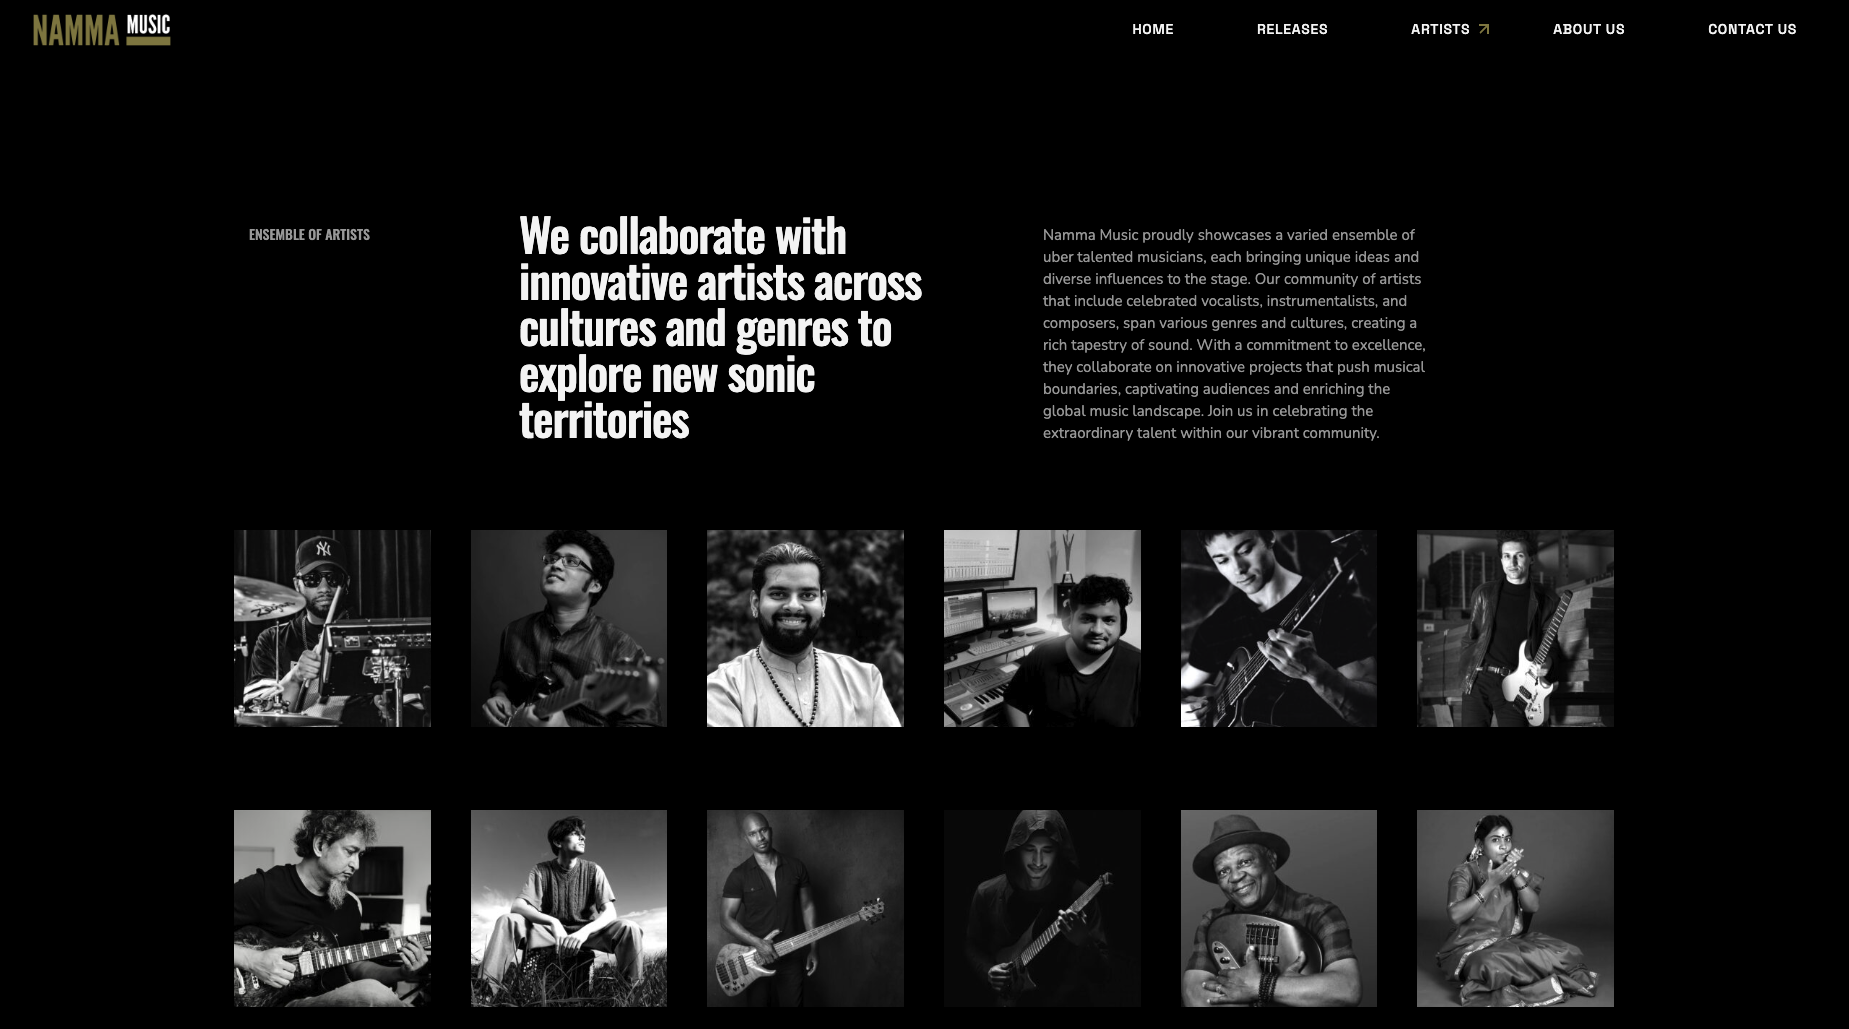 NAMMA MUSIC
HOME
RELEASES
ARTISTS
ABOUT US
CONTACT US
ENSEMBLE OF ARTISTS
We collaborate with
innovative artists across
cultures and genres to
explore new sonic
territories
Namma Music proudly showcases a varied ensemble of
uber talented musicians, each bringing unique ideas and
diverse influences to the stage. Our community of artists
that include celebrated vocalists, instrumentalists, and
composers, span various genres and cultures, creating a
rich tapestry of sound. With a commitment to excellence,
they collaborate on innovative projects that push musical
boundaries, captivating audiences and enriching the
global music landscape. Join us in celebrating the
extraordinary talent within our vibrant community.
NY
Roland